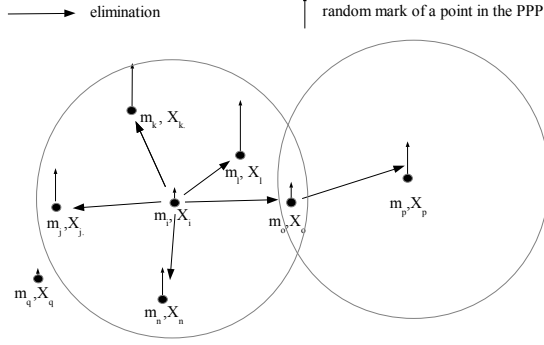 elimination
random mark of a point in the PPP
m_k, X_k.
m_l, X_l
m_i, X_i
m_j,X_j.
m_o,X_o
m_p,X_p
m_q,X_q
m_n,X_n